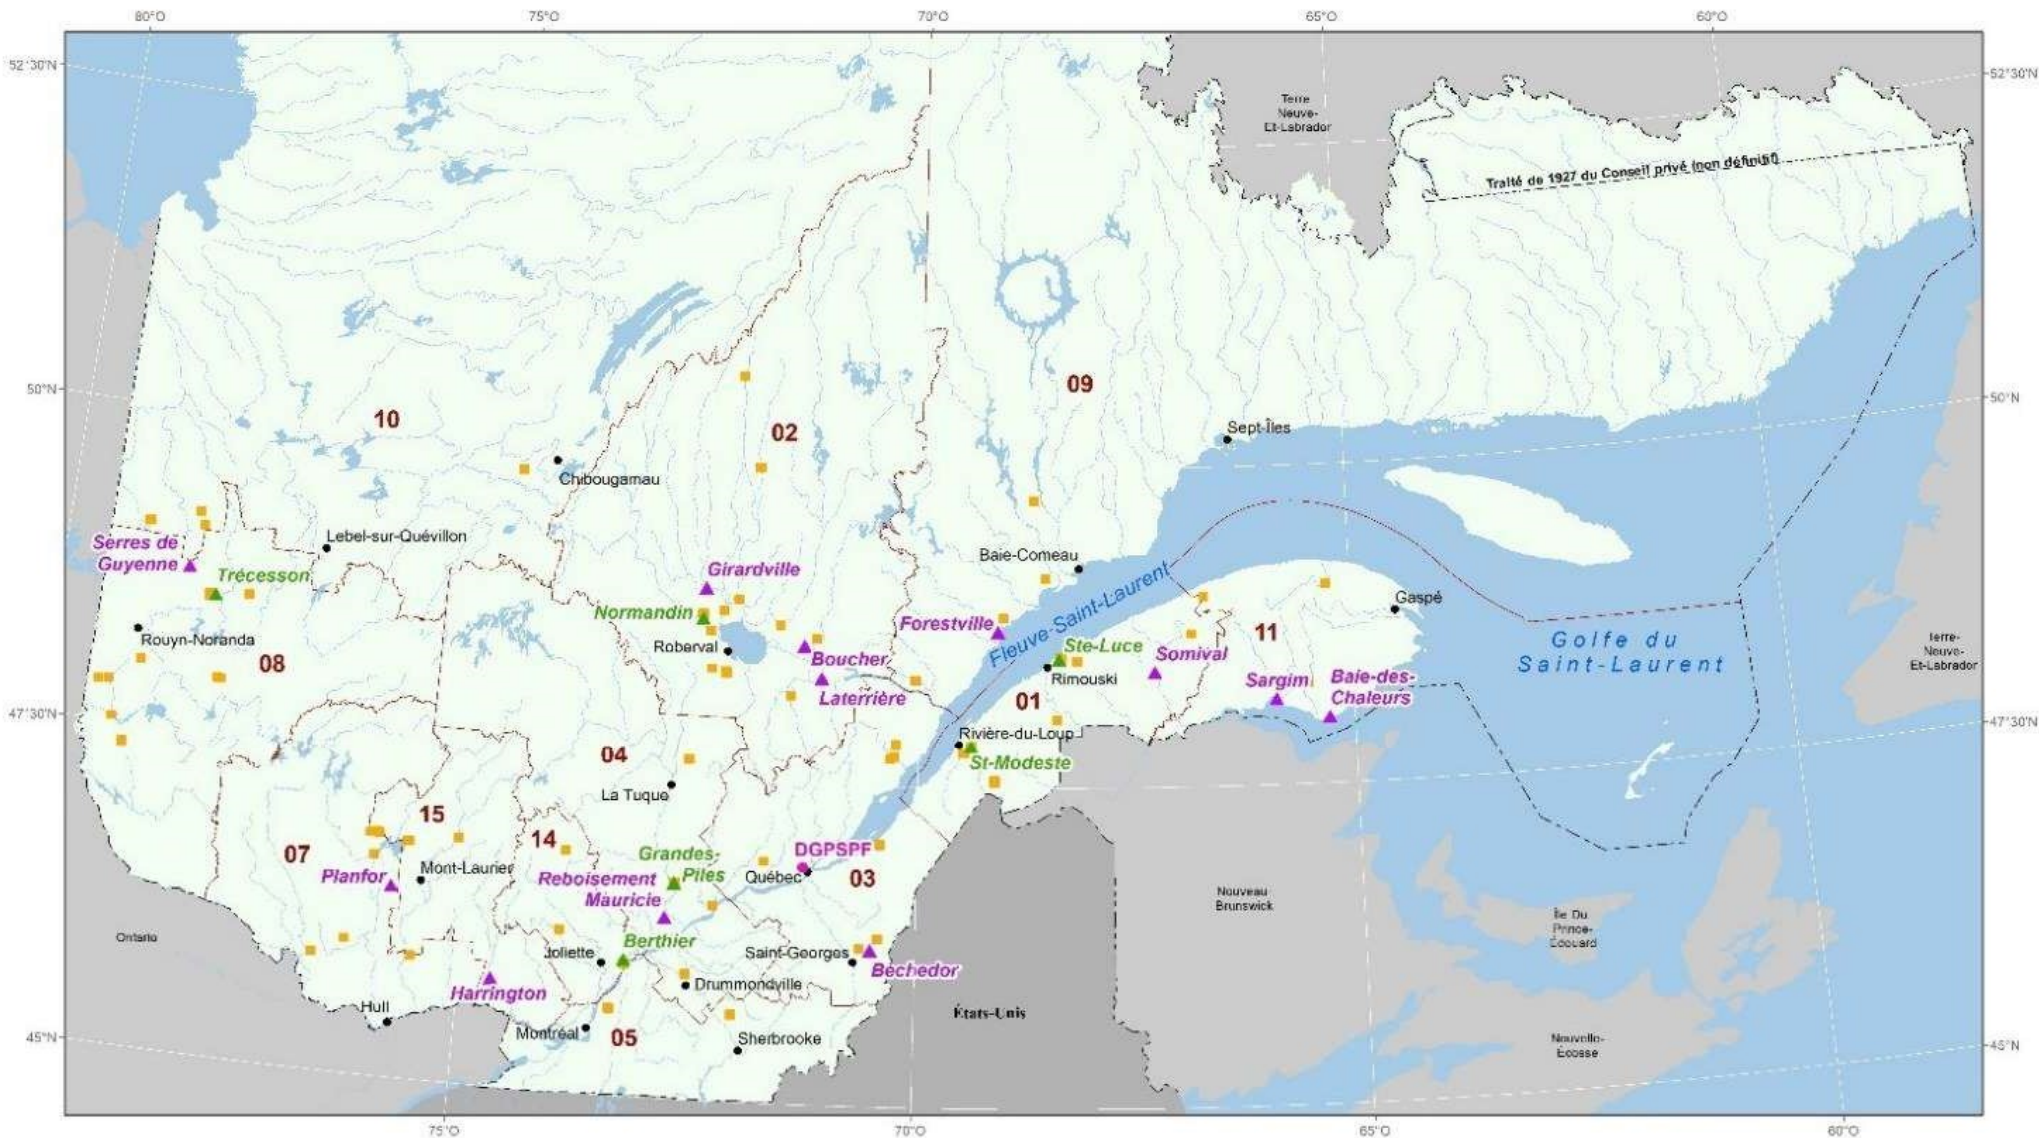 80°O
75°O
70°O
65°O
60°O
52°30'N
52°30'N
Terre
Neuve-
Et-Labrador
Traité de 1927 du Conseil privé (non définitif)
50°N
50°N
09
10
02
Sept-Îles
Chibougamau
Lebel-sur-Quévillon
Serres de
Guyenne
Trécesson
Baie-Comeau
Girardville
Normandin
Gaspé
Forestville
Fleuve-Saint-Laurent
Rouyn-Noranda
Roberval
Boucher
Ste-Luce
Somival
11
Golfe du
Saint-Laurent
Terre-
Neuve-
Et-Labrador
08
Laterrière
Rimouski
Sargim
Baie-des-
Chaleurs
01
47°30'N
47°30'N
Rivière-du-Loup
St-Modeste
04
La Tuque
15
14
07
Mont-Laurier
Planfor
Grandes-
Piles
Reboisement
Mauricie
DGPSPF
Québec
03
Nouveau
Brunswick
Île Du
Prince-
Édouard
Ontario
Berthier
Joliette
Saint-Georges
Bechedor
Harrington
Drummondville
Hull
États-Unis
Montréal
05
Sherbrooke
Nouvelle-
Écosse
45°N
45°N
75°O
70°O
65°O
60°O